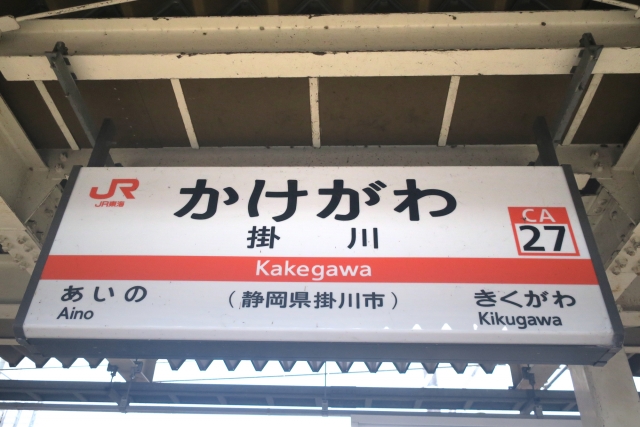 JR
JR東海
かけがわ
掛川
CA
27
Kakegawa
あいの
Aino
（静岡県掛川市）
きくがわ
Kikugawa